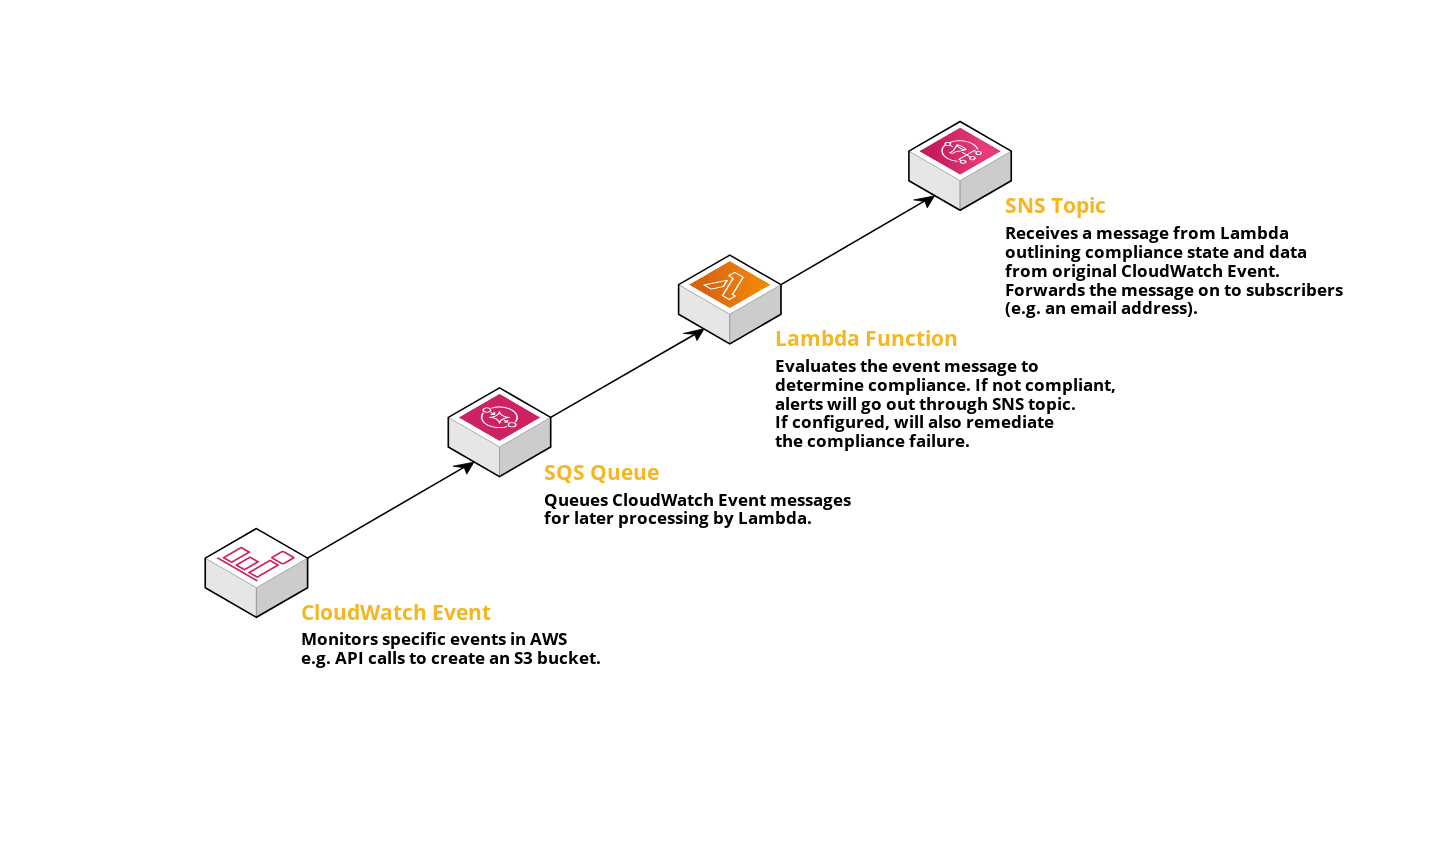 SNS Topic
Receives a message from Lambda
outlining compliance state and data
from original CloudWatch Event.
Forwards the message on to subscribers
(e.g. an email address).
Lambda Function
Evaluates the event message to
determine compliance. If not compliant,
alerts will go out through SNS topic.
If configured, will also remediate
the compliance failure.
SQS Queue
Queues CloudWatch Event messages
for later processing by Lambda.
CloudWatch Event
Monitors specific events in AWS
e.g. API calls to create an S3 bucket.